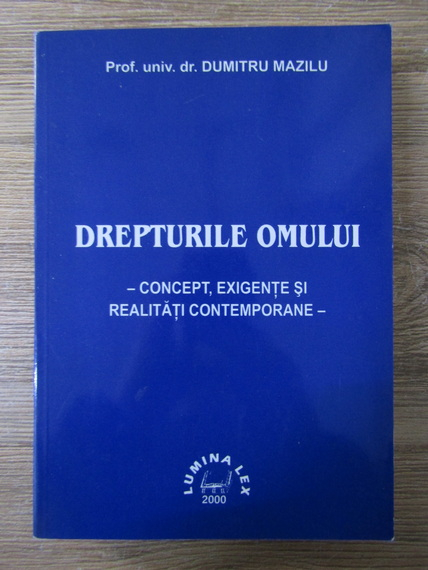 Prof. univ. dr. DUMITRU MAZILU
DREPTURILE OMULUI
– CONCEPT, EXIGENȚE ȘI
REALITĂȚI CONTEMPORANE –
LUMINA LEX
2000